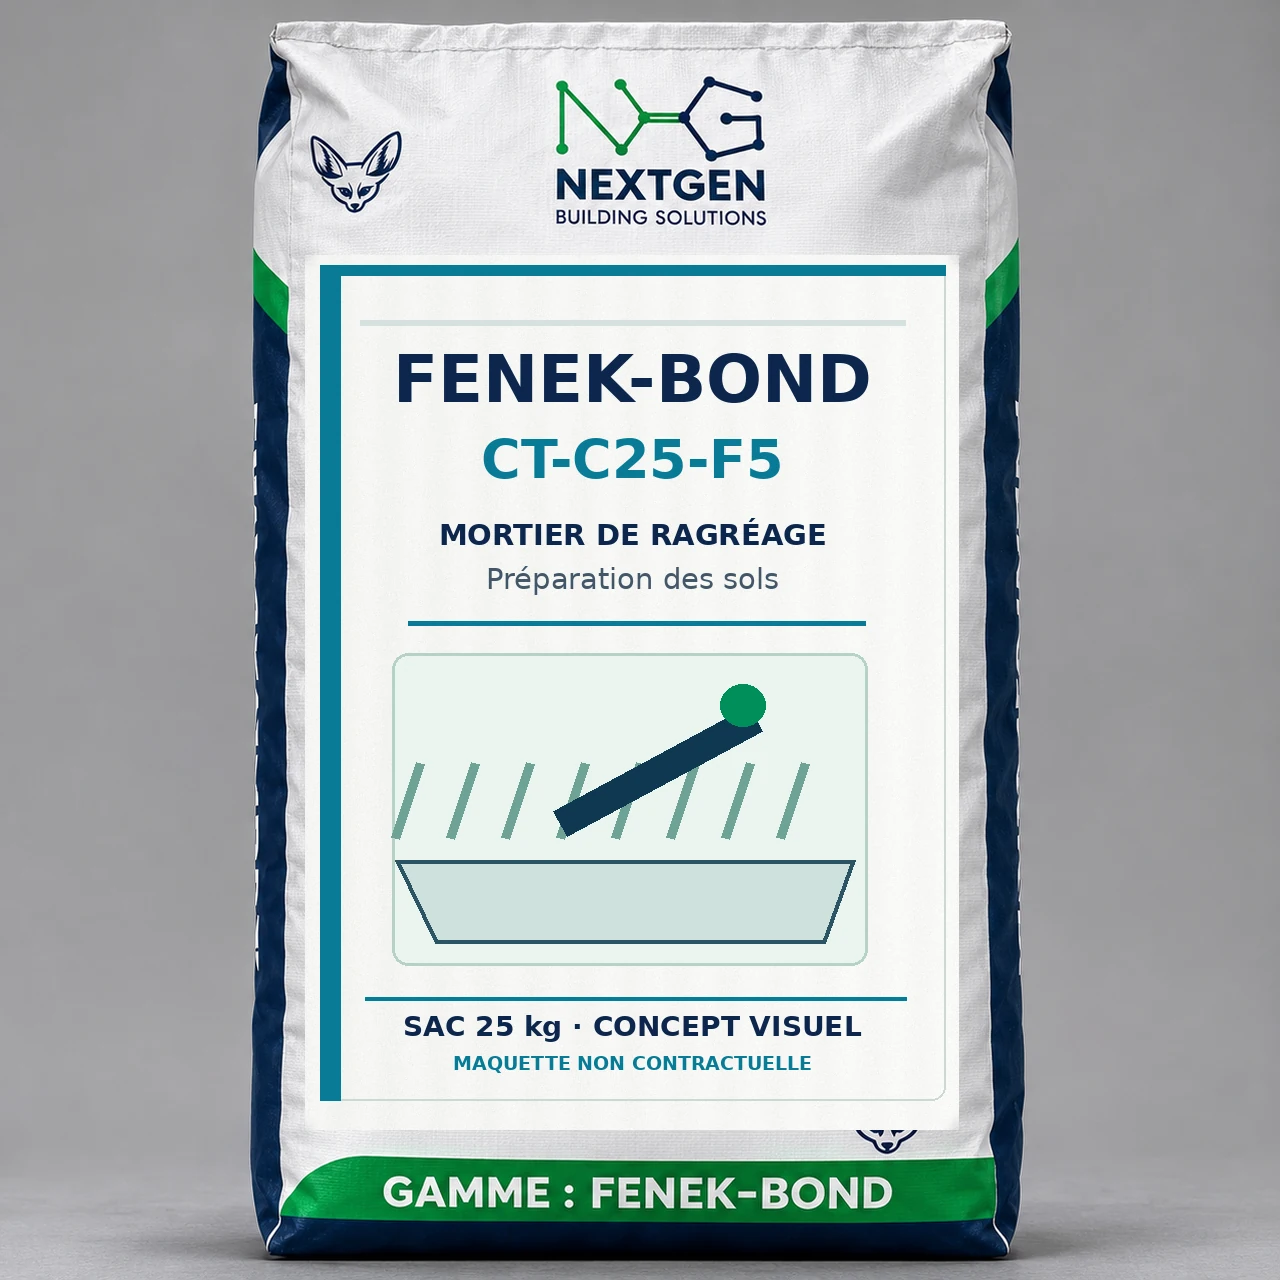 NEXTGEN
BUILDING SOLUTIONS
FENEK-BOND
CT-C25-F5
MORTIER DE RAGRÉAGE
Préparation des sols
SAC 25 kg · CONCEPT VISUEL
MAQUETTE NON CONTRACTUELLE
GAMME : FENEK-BOND